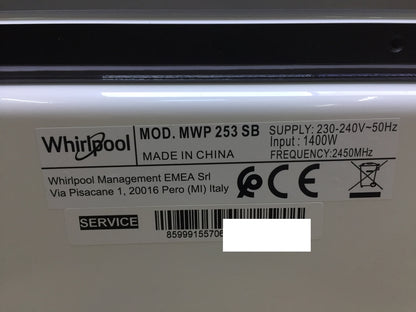 Whirlpool
MOD. MWP 253 SB
MADE IN CHINA
SUPPLY: 230-240V~50Hz
Input : 1400W
FREQUENCY:2450MHz
Whirlpool Management EMEA Srl
Via Pisacane 1, 20016 Pero (MI) Italy
CE
SERVICE
85999155706